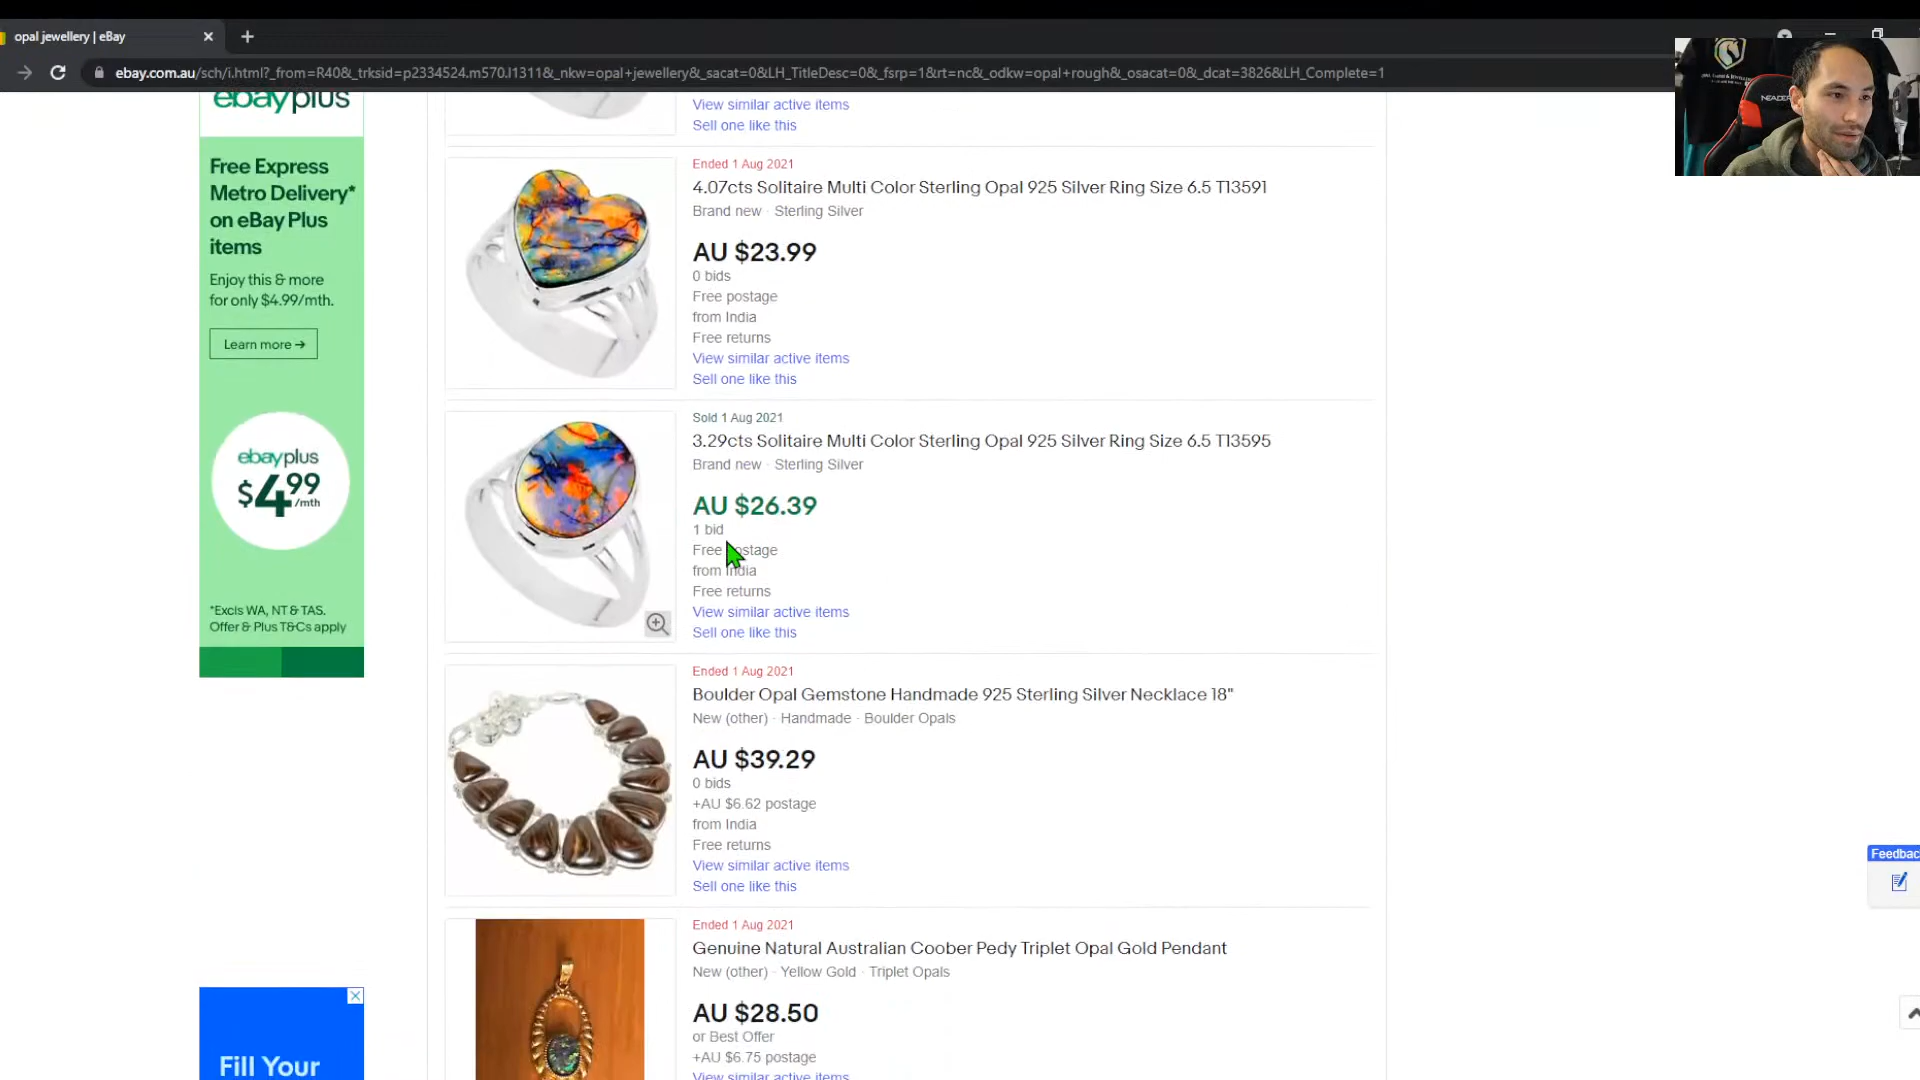 opal jewellery | eBay
ebay.com.au/sch/i.html?_from=R40&_trksid=p2334524.m570.l1311&_nkw=opal+jewellery&_sacat=0&LH_TitleDesc=0&_fsrp=1&rt=nc&_odkw=opal+rough&_osacat=0&_dcat=3826&LH_Complete=1
ebayplus
Free Express
Metro Delivery*
on eBay Plus
items
Enjoy this & more
for only $4.99/mth.
Learn more →
ebayplus
$4.99
/mth
*Excls WA, NT & TAS.
Offer & Plus T&Cs apply
Fill Your
View similar active items
Sell one like this
Ended 1 Aug 2021
4.07cts Solitaire Multi Color Sterling Opal 925 Silver Ring Size 6.5 T13591
Brand new · Sterling Silver
AU $23.99
0 bids
Free postage
from India
Free returns
View similar active items
Sell one like this
Sold 1 Aug 2021
3.29cts Solitaire Multi Color Sterling Opal 925 Silver Ring Size 6.5 T13595
Brand new · Sterling Silver
AU $26.39
1 bid
Free postage
from India
Free returns
View similar active items
Sell one like this
Ended 1 Aug 2021
Boulder Opal Gemstone Handmade 925 Sterling Silver Necklace 18"
New (other) · Handmade · Boulder Opals
AU $39.29
0 bids
+AU $6.62 postage
from India
Free returns
View similar active items
Sell one like this
Ended 1 Aug 2021
Genuine Natural Australian Coober Pedy Triplet Opal Gold Pendant
New (other) · Yellow Gold · Triplet Opals
AU $28.50
or Best Offer
+AU $6.75 postage
View similar active items
Feedbac